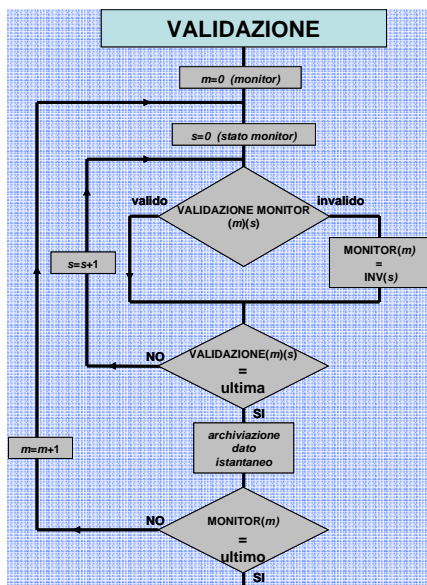 VALIDAZIONE
m=0 (monitor)
s=0 (stato monitor)
valido
invalido
VALIDAZIONE MONITOR
(m)(s)
MONITOR(m)
=
INV(s)
s=s+1
VALIDAZIONE(m)(s)
=
ultima
NO
SI
archiviazione
dato
istantaneo
m=m+1
NO
MONITOR(m)
=
ultimo
SI